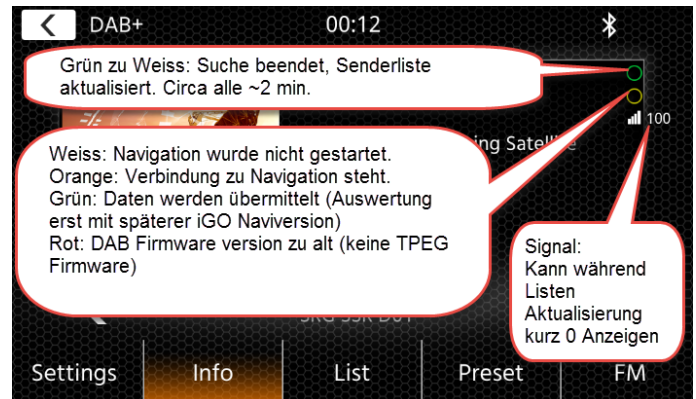 DAB+ 00:12
Grün zu Weiss: Suche beendet, Senderliste
aktualisiert. Circa alle ~2 min.
100
ing Satellite
Weiss: Navigation wurde nicht gestartet.
Orange: Verbindung zu Navigation steht.
Grün: Daten werden übermittelt (Auswertung
erst mit späterer iGO Naviversion)
Rot: DAB Firmware version zu alt (keine TPEG
Firmware)
Signal:
Kann während
Listen
Aktualisierung
kurz 0 Anzeigen
Settings Info List Preset FM